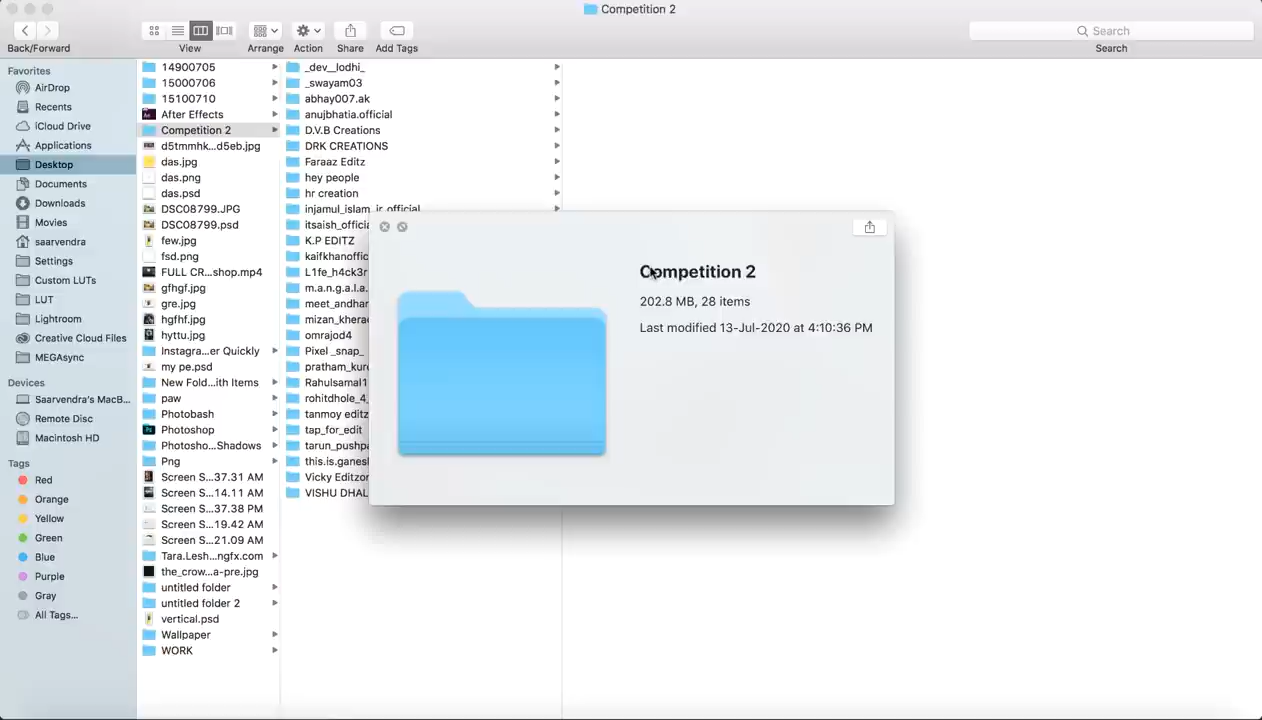 Competition 2
Search
Back/Forward
View
Arrange
Action
Share
Add Tags
Search
Favorites
AirDrop
Recents
iCloud Drive
Applications
Desktop
Documents
Downloads
Movies
saarvendra
Settings
Custom LUTs
LUT
Lightroom
Creative Cloud Files
MEGAsync
Devices
Saarvendra's MacB...
Remote Disc
Macintosh HD
Tags
Red
Orange
Yellow
Green
Blue
Purple
Gray
All Tags...
14900705
15000706
15100710
After Effects
Competition 2
d5tmmhk...d5eb.jpg
das.jpg
das.png
das.psd
DSC08799.JPG
DSC08799.psd
few.jpg
fsd.png
FULL CR...shop.mp4
gfhgf.jpg
gre.jpg
hgfhf.jpg
hyttu.jpg
Instagra...er Quickly
my pe.psd
New Fold...ith Items
paw
Photobash
Photoshop
Photosho...Shadows
Png
Screen S...37.31 AM
Screen S...14.11 AM
Screen S...37.38 PM
Screen S...19.42 AM
Screen S...21.09 AM
Tara.Lesh...ngfx.com
the_crow...a-pre.jpg
untitled folder
untitled folder 2
vertical.psd
Wallpaper
WORK
_dev__lodhi_
_swayam03
abhay007.ak
anujbhatia.official
D.V.B Creations
DRK CREATIONS
Faraaz Editz
hey people
hr creation
injamul_islam_ir_official
itsaish_offici
K.P EDITZ
kaifkhanoffic
L1fe_h4ck3r
m.a.n.g.a.l.a
meet_andhar
mizan_khera
omrajod4
Pixel _snap_
pratham_kur
Rahulsamal1
rohitdhole_4_
tanmoy editz
tap_for_edit
tarun_pushpa
this.is.ganesl
Vicky Editzor
VISHU DHAL
Competition 2
202.8 MB, 28 items
Last modified 13-Jul-2020 at 4:10:36 PM